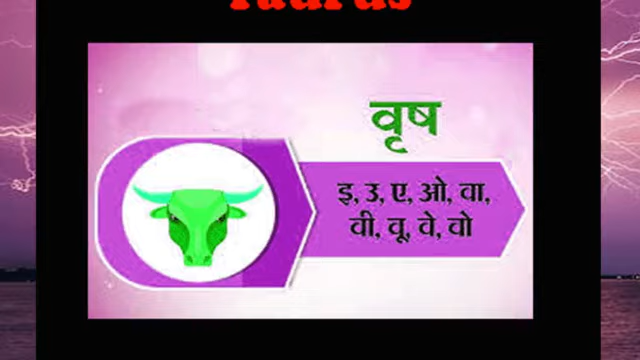 Taurus
वृष
इ, उ, ए, ओ, वा,
वी, वू, वे, वो